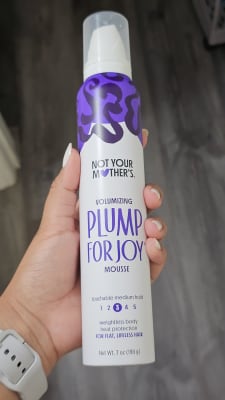 NOT YOUR
MOTHER'S.
VOLUMIZING
PLUMP
FOR JOY
MOUSSE
touchable medium hold
1 2 3 4 5
weightless body
heat protection
FOR FLAT, LIFELESS HAIR
Net Wt. 7 oz (198 g)